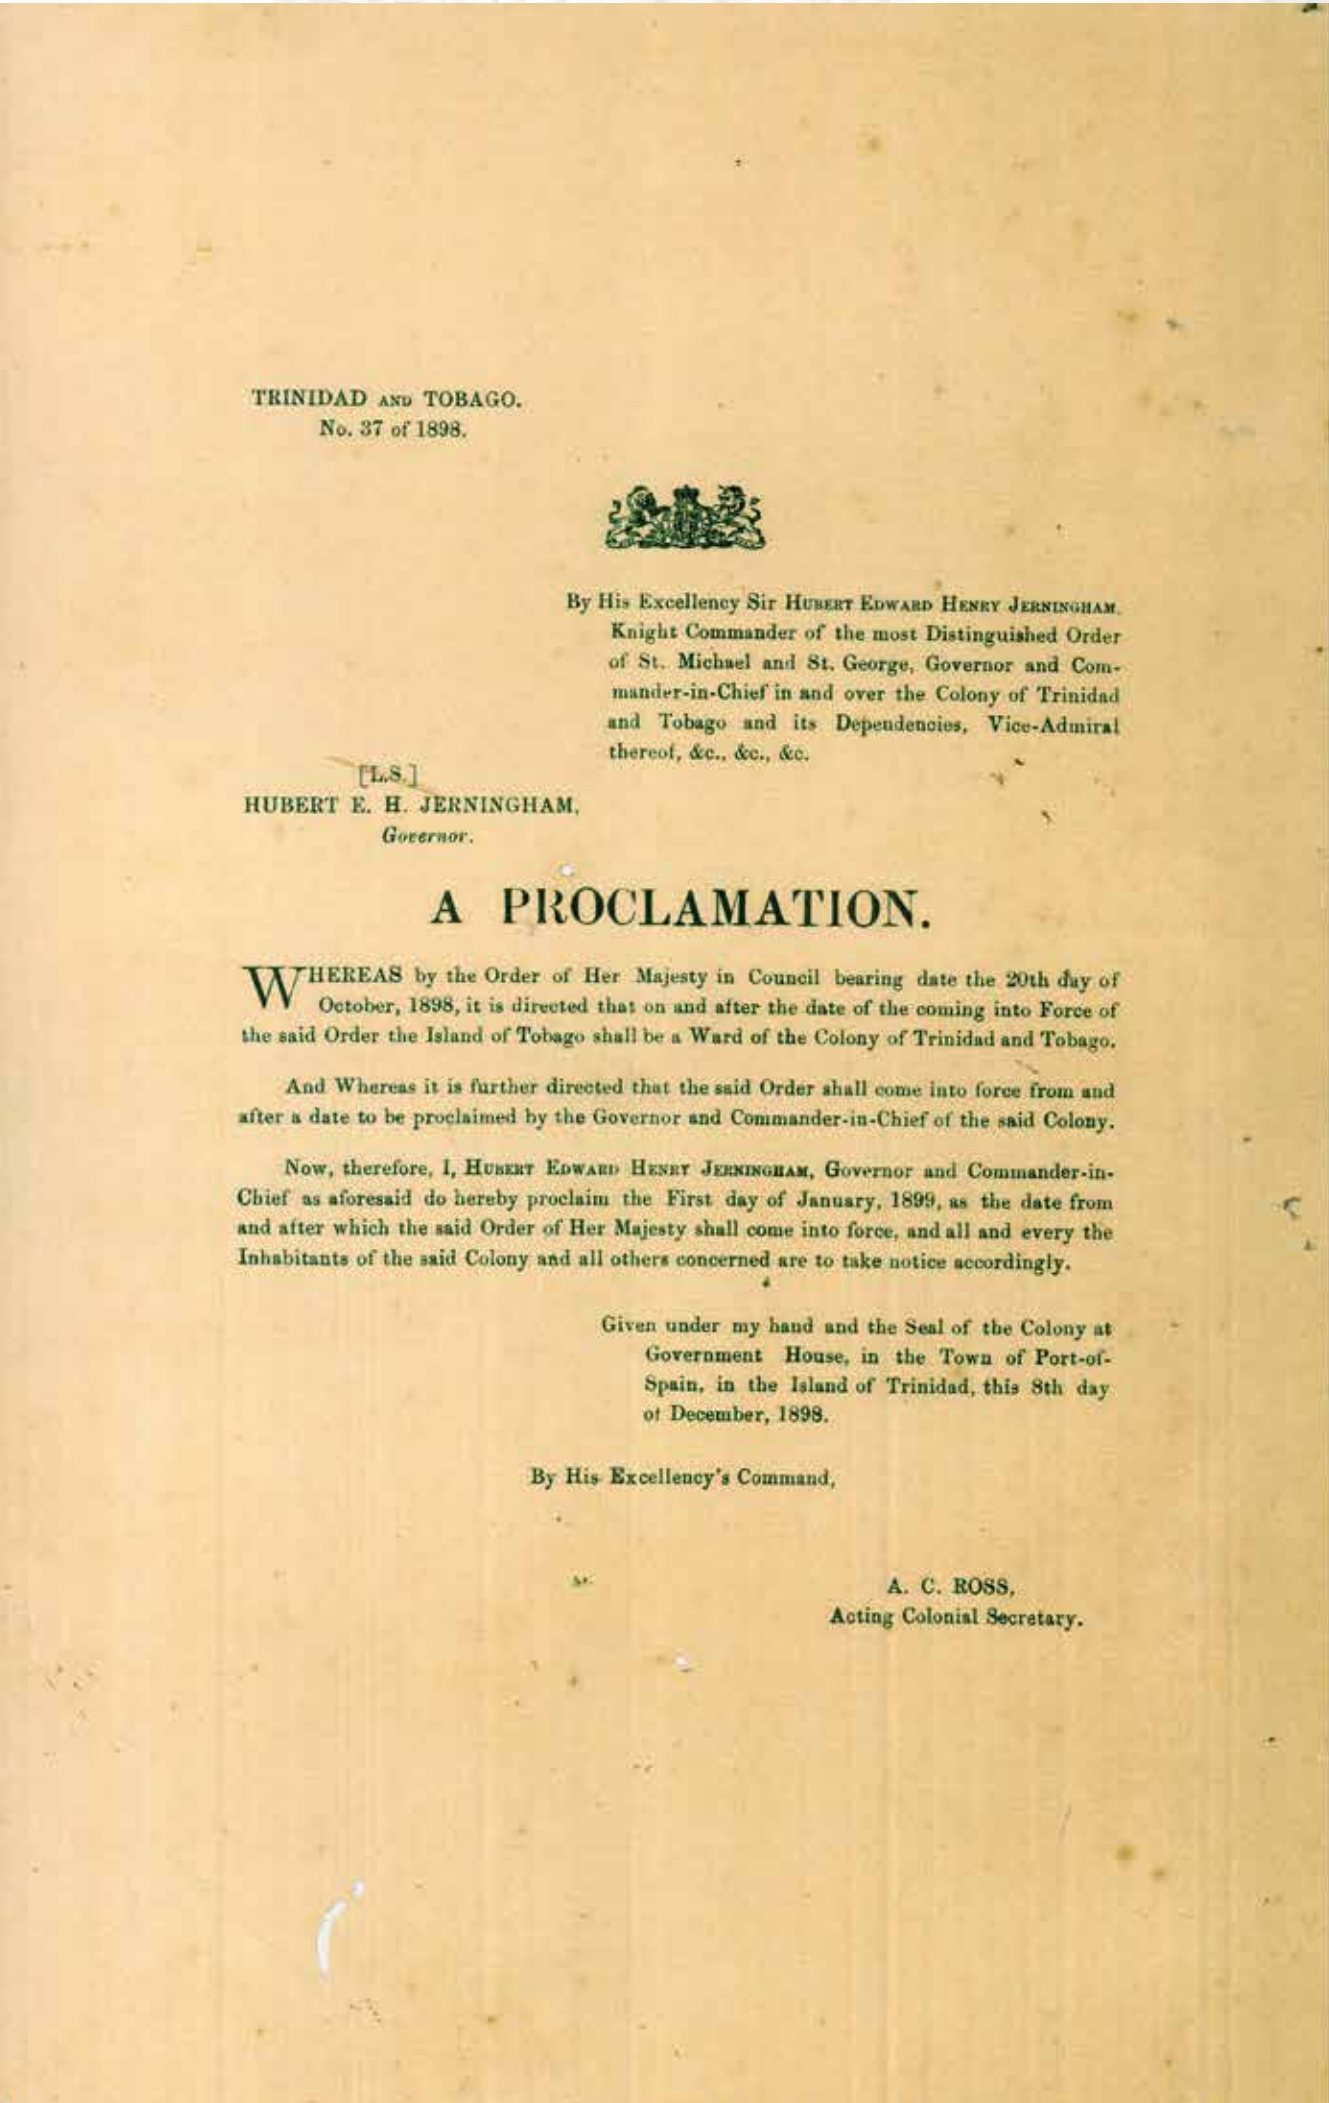 TRINIDAD AND TOBAGO.
No. 37 of 1898.
By His Excellency Sir HUBERT EDWARD HENRY JERNINGHAM,
Knight Commander of the most Distinguished Order
of St. Michael and St. George, Governor and Com-
mander-in-Chief in and over the Colony of Trinidad
and Tobago and its Dependencies, Vice-Admiral
thereof, &c., &c., &c.
[L.S.]
HUBERT E. H. JERNINGHAM,
Governor.
A PROCLAMATION.
WHEREAS by the Order of Her Majesty in Council bearing date the 20th day of
October, 1898, it is directed that on and after the date of the coming into Force of
the said Order the Island of Tobago shall be a Ward of the Colony of Trinidad and Tobago.
And Whereas it is further directed that the said Order shall come into force from and
after a date to be proclaimed by the Governor and Commander-in-Chief of the said Colony.
Now, therefore, I, HUBERT EDWARD HENRY JERNINGHAM, Governor and Commander-in-
Chief as aforesaid do hereby proclaim the First day of January, 1899, as the date from
and after which the said Order of Her Majesty shall come into force, and all and every the
Inhabitants of the said Colony and all others concerned are to take notice accordingly.
Given under my hand and the Seal of the Colony at
Government House, in the Town of Port-of-
Spain, in the Island of Trinidad, this 8th day
of December, 1898.
By His Excellency's Command,
A. C. ROSS,
Acting Colonial Secretary.